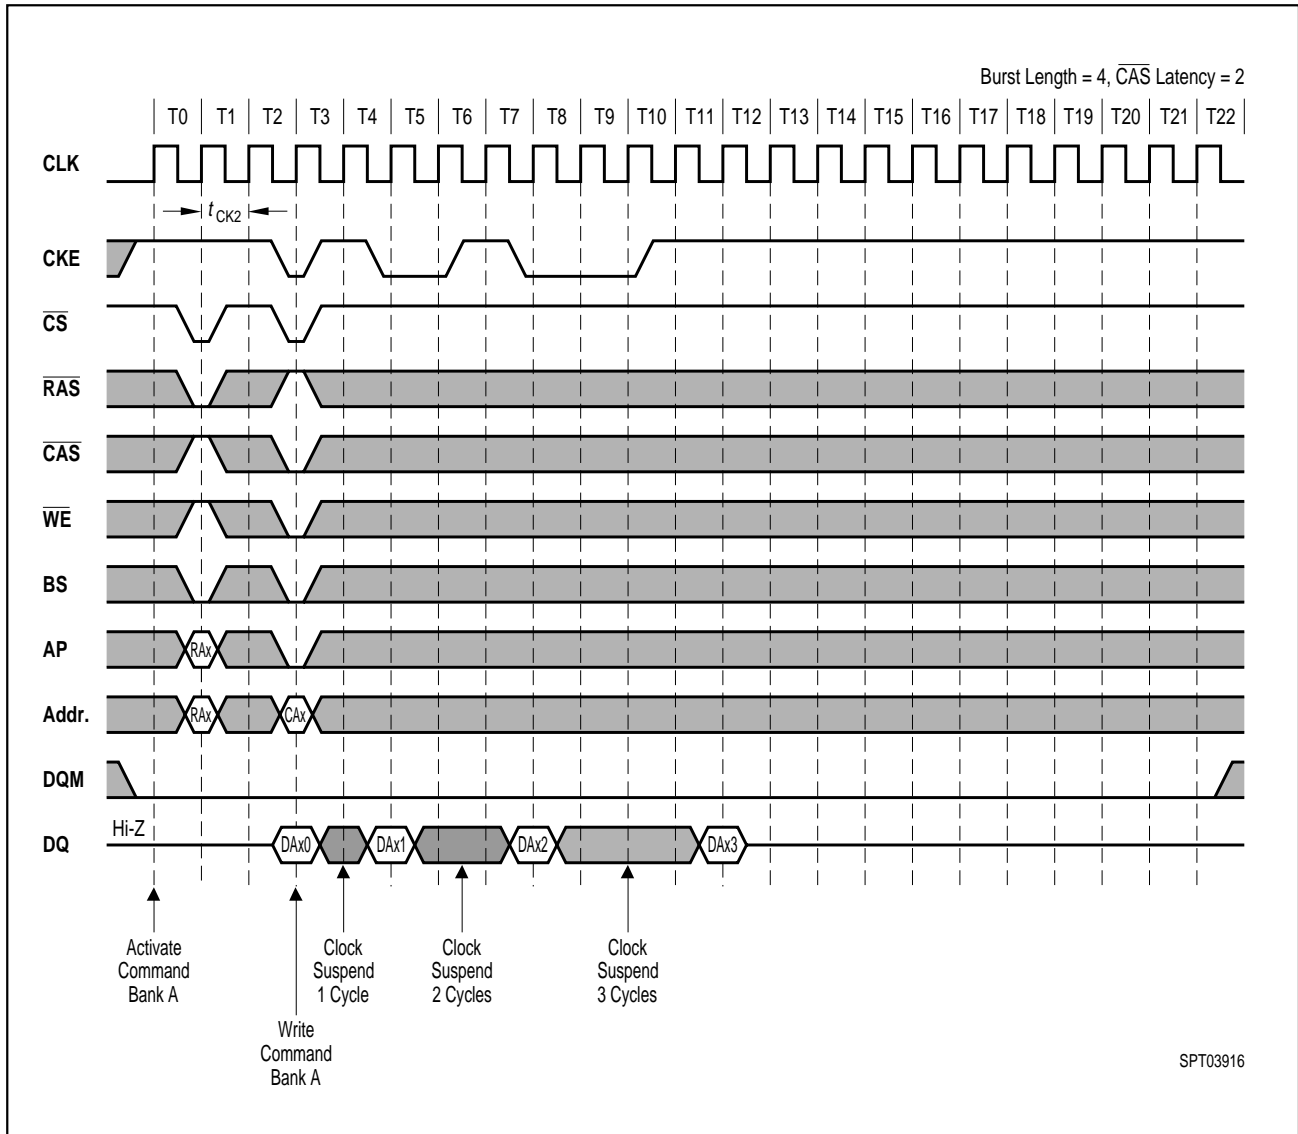 Burst Length = 4, CAS Latency = 2
T0 T1 T2 T3 T4 T5 T6 T7 T8 T9 T10 T11 T12 T13 T14 T15 T16 T17 T18 T19 T20 T21 T22
CLK
t CK2
CKE
CS
RAS
CAS
WE
BS
AP RAx
Addr. RAx CAx
DQM
DQ Hi-Z DAx0 DAx1 DAx2 DAx3
Activate
Command
Bank A
Write
Command
Bank A
Clock
Suspend
1 Cycle
Clock
Suspend
2 Cycles
Clock
Suspend
3 Cycles
SPT03916